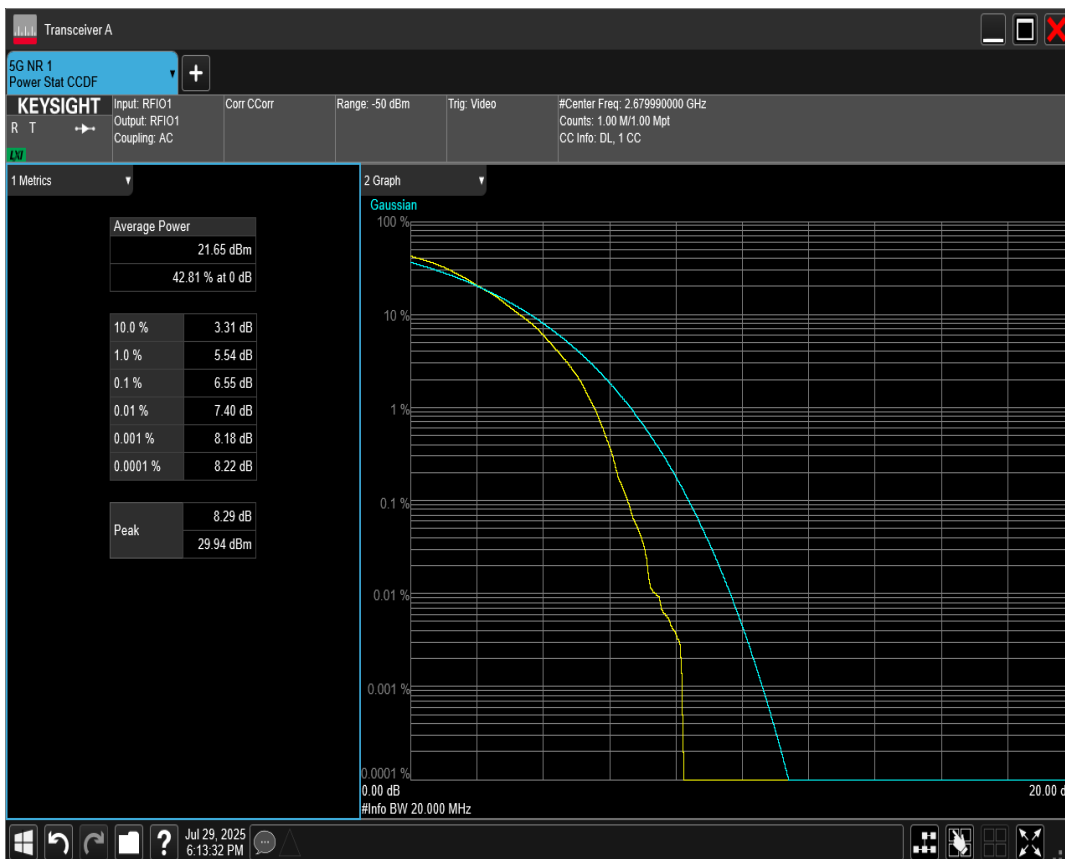 Transceiver A
5G NR 1
Power Stat CCDF
+
KEYSIGHT
R T
LXI
Input: RFIO1
Output: RFIO1
Coupling: AC
Corr CCorr
Range: -50 dBm
Trig: Video
#Center Freq: 2.679990000 GHz
Counts: 1.00 M/1.00 Mpt
CC Info: DL, 1 CC
1 Metrics
Average Power
21.65 dBm
42.81 % at 0 dB
10.0 % 3.31 dB
1.0 % 5.54 dB
0.1 % 6.55 dB
0.01 % 7.40 dB
0.001 % 8.18 dB
0.0001 % 8.22 dB
Peak
8.29 dB
29.94 dBm
2 Graph
Gaussian
100 %
10 %
1 %
0.1 %
0.01 %
0.001 %
0.0001 %
0.00 dB
20.00 d
#Info BW 20.000 MHz
?
Jul 29, 2025
6:13:32 PM